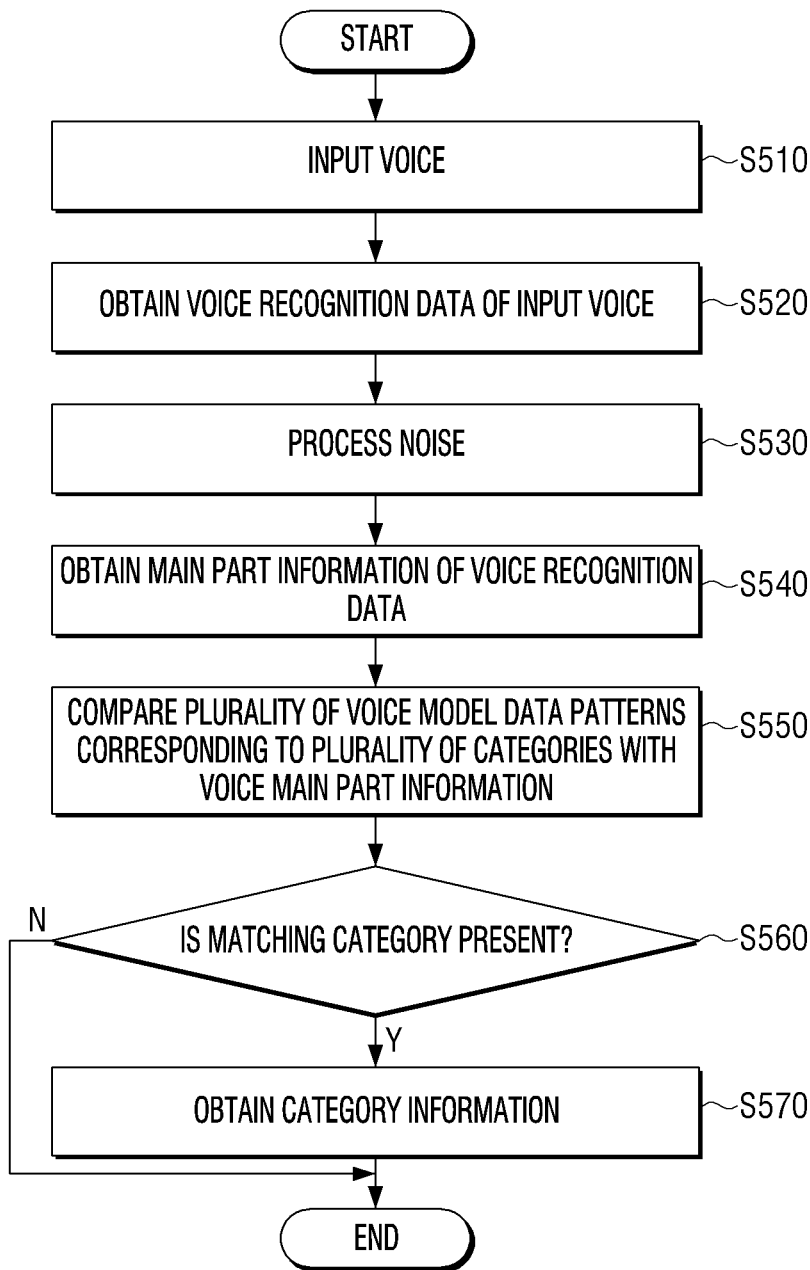 START
INPUT VOICE
S510
OBTAIN VOICE RECOGNITION DATA OF INPUT VOICE
S520
PROCESS NOISE
S530
OBTAIN MAIN PART INFORMATION OF VOICE RECOGNITION
DATA
S540
COMPARE PLURALITY OF VOICE MODEL DATA PATTERNS
CORRESPONDING TO PLURALITY OF CATEGORIES WITH
VOICE MAIN PART INFORMATION
S550
N
IS MATCHING CATEGORY PRESENT?
S560
Y
OBTAIN CATEGORY INFORMATION
S570
END